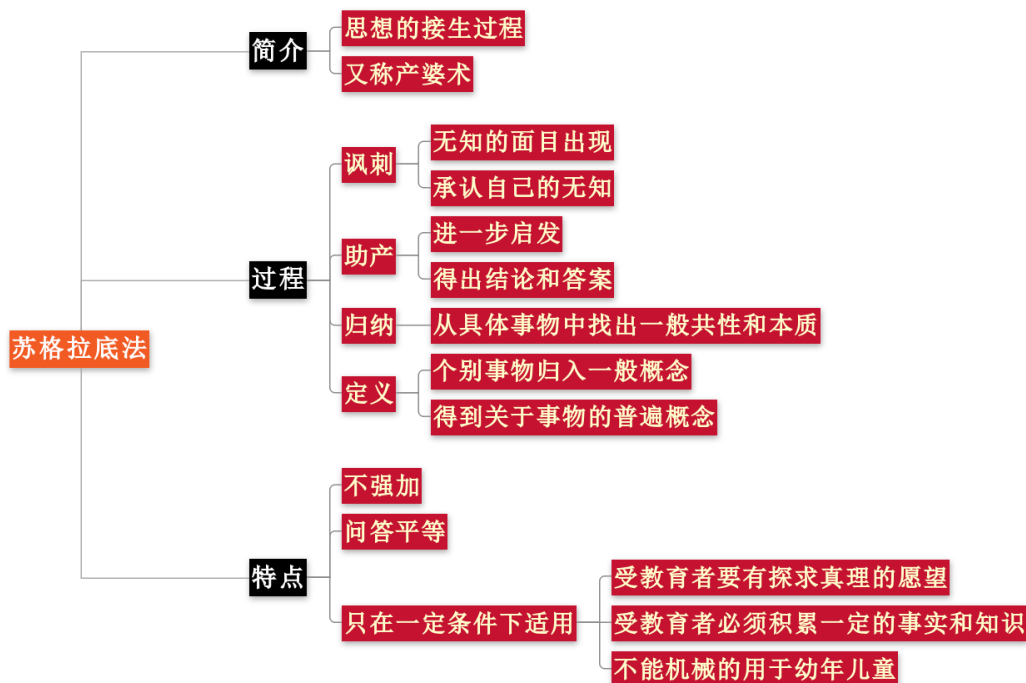 苏格拉底法
简介
思想的接生过程
又称产婆术
过程
讽刺
无知的面目出现
承认自己的无知
助产
进一步启发
得出结论和答案
归纳
从具体事物中找出一般共性和本质
定义
个别事物归入一般概念
得到关于事物的普遍概念
特点
不强加
问答平等
只在一定条件下适用
受教育者要有探求真理的愿望
受教育者必须积累一定的事实和知识
不能机械的用于幼年儿童